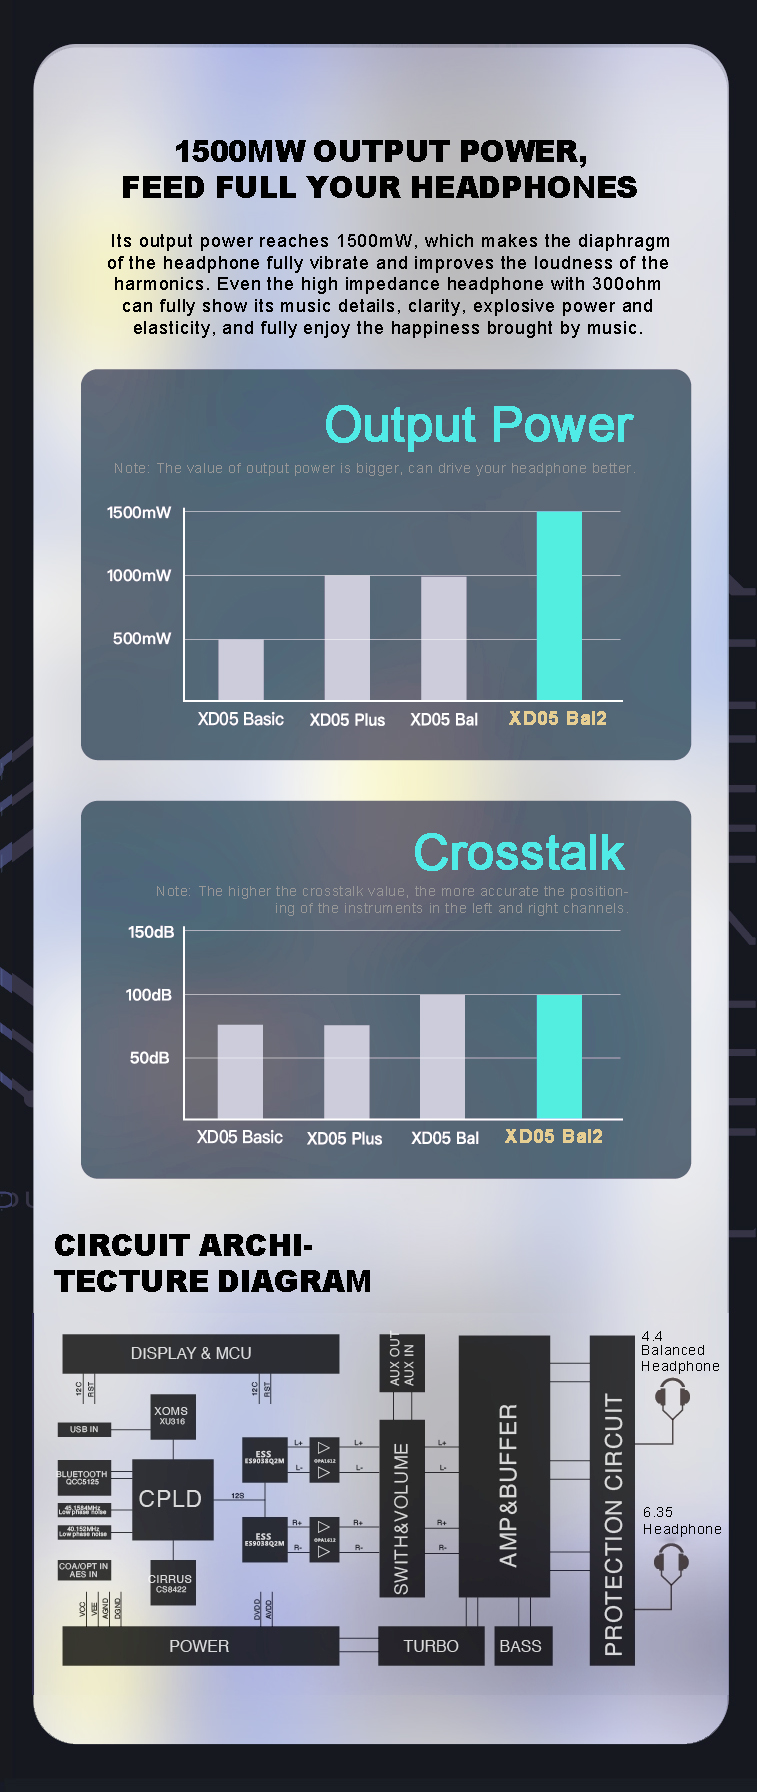 1500MW OUTPUT POWER,
FEED FULL YOUR HEADPHONES
Its output power reaches 1500mW, which makes the diaphragm
of the headphone fully vibrate and improves the loudness of the
harmonics. Even the high impedance headphone with 300ohm
can fully show its music details, clarity, explosive power and
elasticity, and fully enjoy the happiness brought by music.
Output Power
Note: The value of output power is bigger, can drive your headphone better.
1500mW
1000mW
500mW
XD05 Basic XD05 Plus XD05 Bal XD05 Bal2
Crosstalk
Note: The higher the crosstalk value, the more accurate the position-
ing of the instruments in the left and right channels.
150dB
100dB
50dB
XD05 Basic XD05 Plus XD05 Bal XD05 Bal2
CIRCUIT ARCHI-
TECTURE DIAGRAM
DISPLAY & MCU
12C
RST
12C
RST
AUX OUT
AUX IN
4.4
Balanced
Headphone
XOMS
XU316
USB IN
BLUETOOTH
QCC5125
CPLD
12S
45.1584MHz
Low phase noise
40.152MHz
Low phase noise
COA/OPT IN
AES IN
CIRRUS
CS8422
ESS
ES9038Q2M
L+
L-
OPA1612
L+
L-
ESS
ES9038Q2M
R+
R-
OPA1612
R+
R-
SWITH&VOLUME
L+
L-
R+
R-
AMP&BUFFER
PROTECTION CIRCUIT
6.35
Headphone
VCC
VEE
AGND
DGND
DVDD
AVDD
POWER
TURBO
BASS